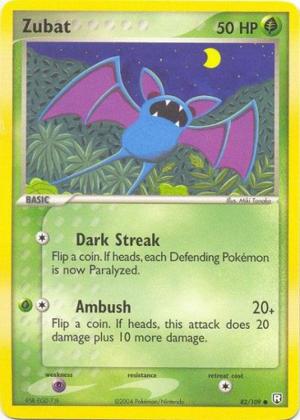 Zubat 50 HP
BASIC Illus. Miki Tanaka
Dark Streak
Flip a coin. If heads, each Defending Pokémon
is now Paralyzed.
Ambush 20+
Flip a coin. If heads, this attack does 20
damage plus 10 more damage.
weakness resistance retreat cost
©2004 Pokémon/Nintendo 82/109 ●
R